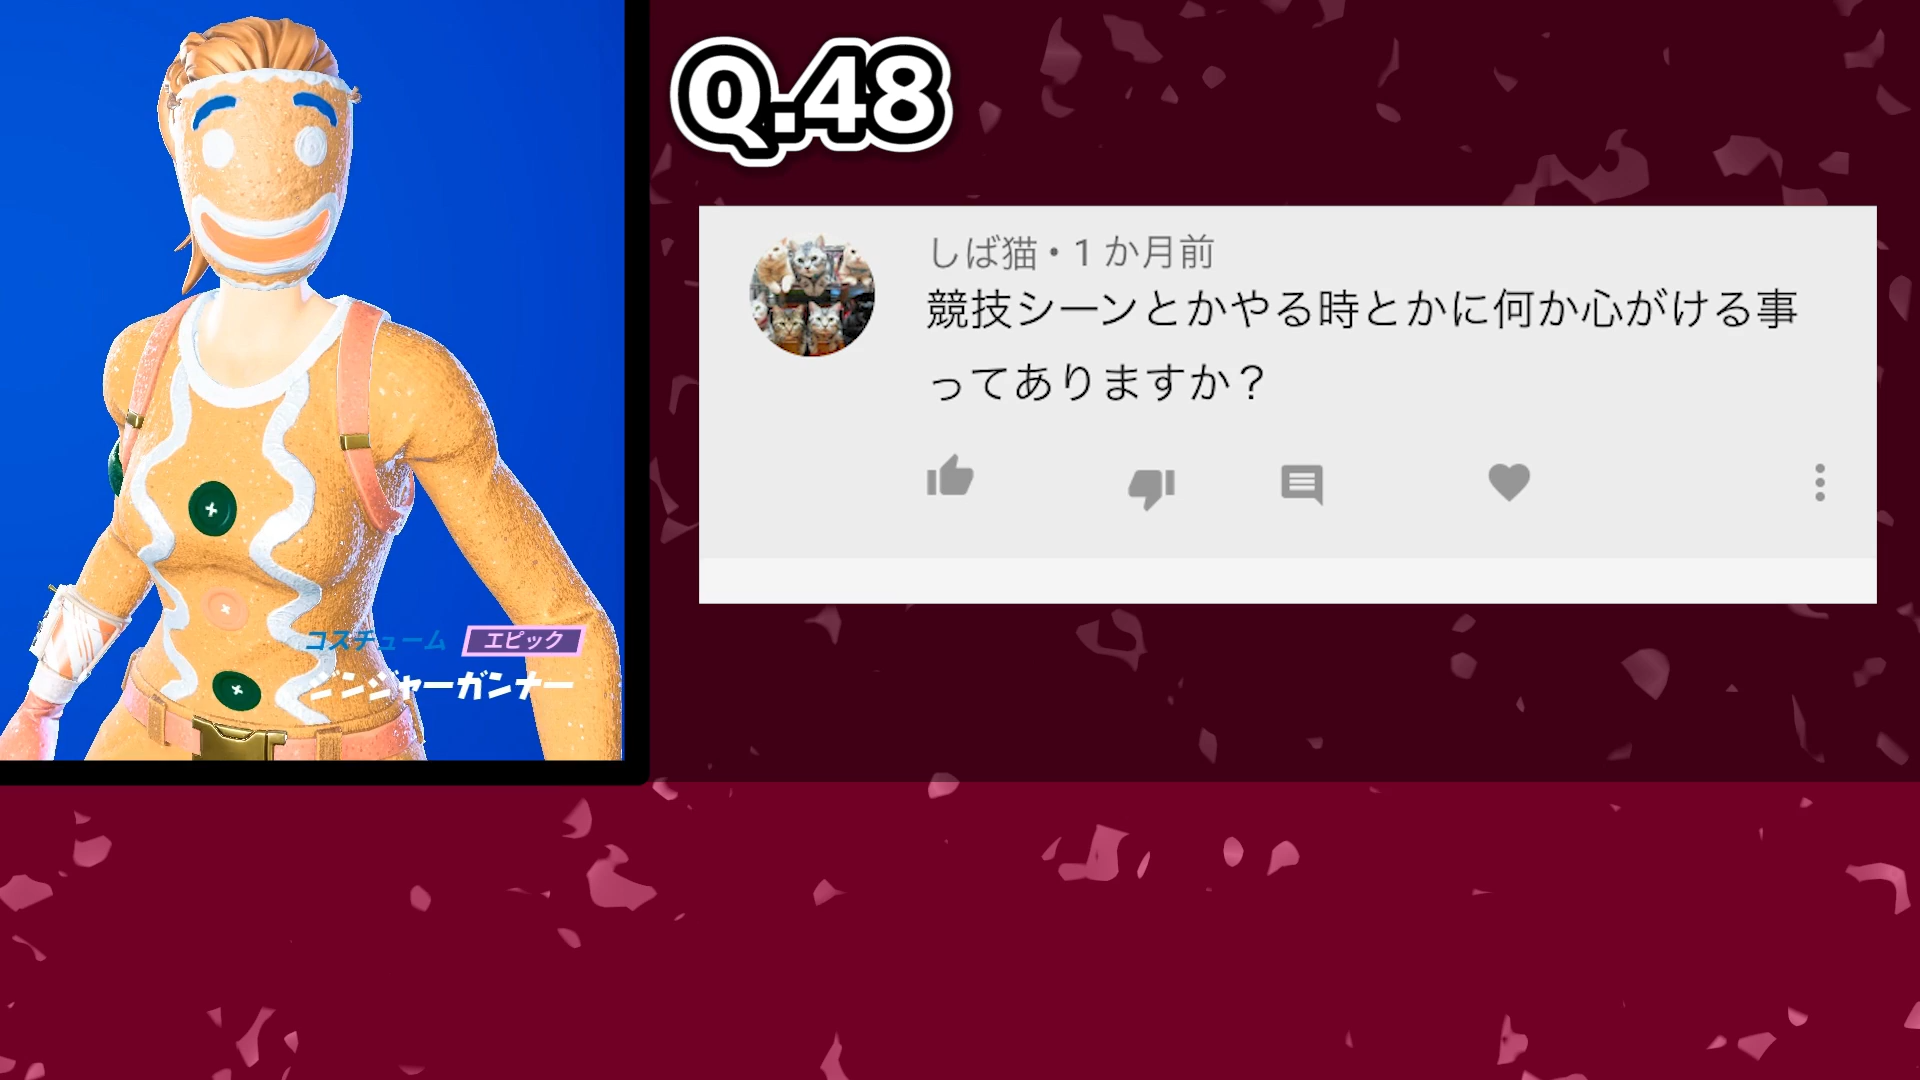 Q.48
しば猫・1 か月前
競技シーンとかやる時とかに何か心がける事
ってありますか？
コスチューム
エピック
ジンジャーガンナー